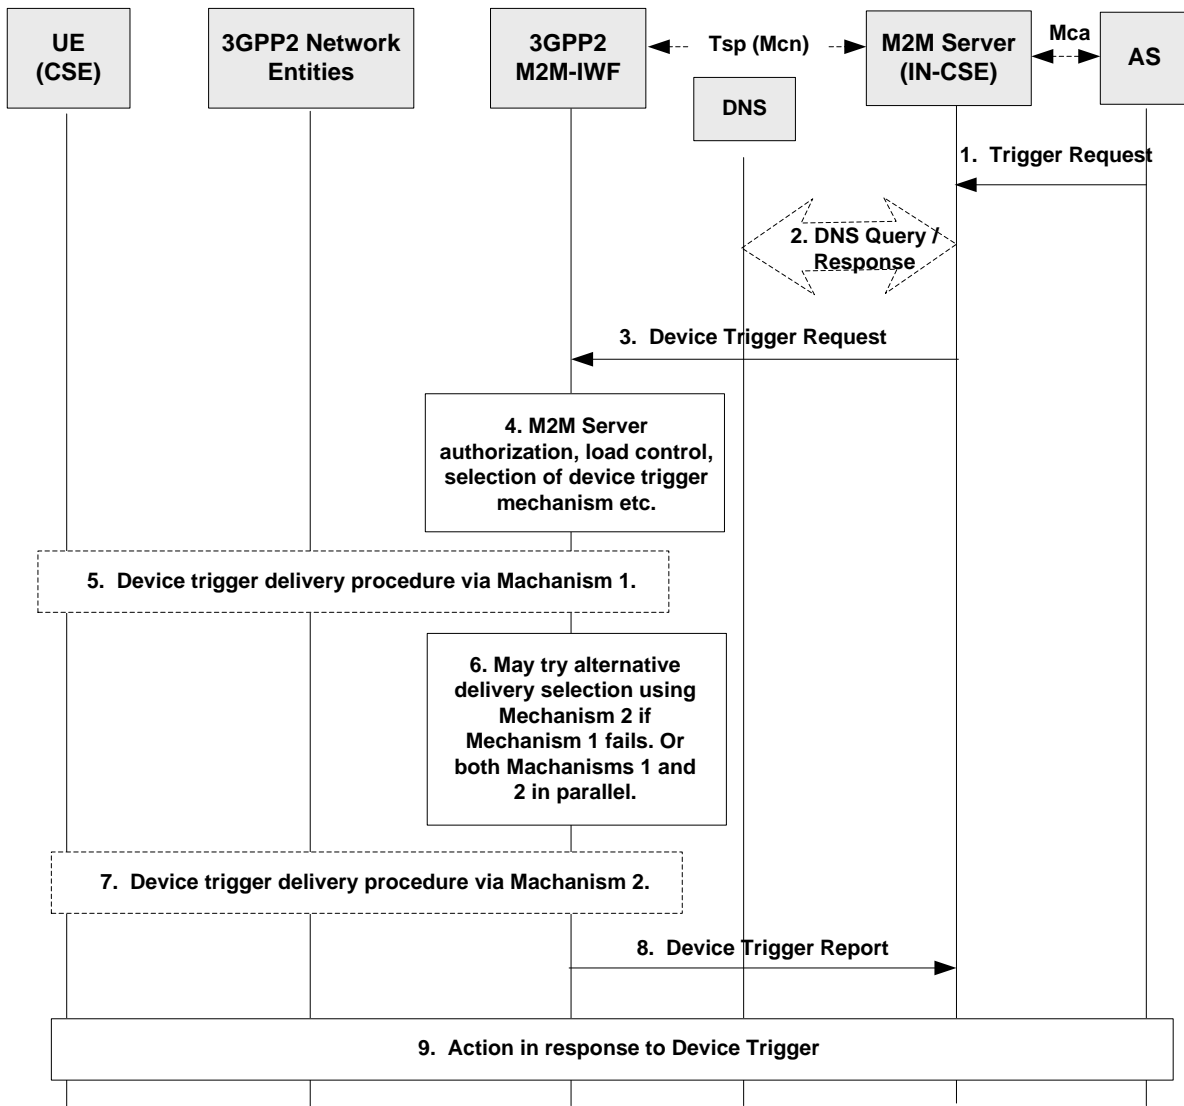 UE
(CSE)
3GPP2 Network
Entities
3GPP2
M2M-IWF
Tsp (Mcn)
M2M Server
(IN-CSE)
Mca
AS
DNS
1. Trigger Request
2. DNS Query /
Response
3. Device Trigger Request
4. M2M Server
authorization, load control,
selection of device trigger
mechanism etc.
5. Device trigger delivery procedure via Machanism 1.
6. May try alternative
delivery selection using
Mechanism 2 if
Mechanism 1 fails. Or
both Machanisms 1 and
2 in parallel.
7. Device trigger delivery procedure via Machanism 2.
8. Device Trigger Report
9. Action in response to Device Trigger